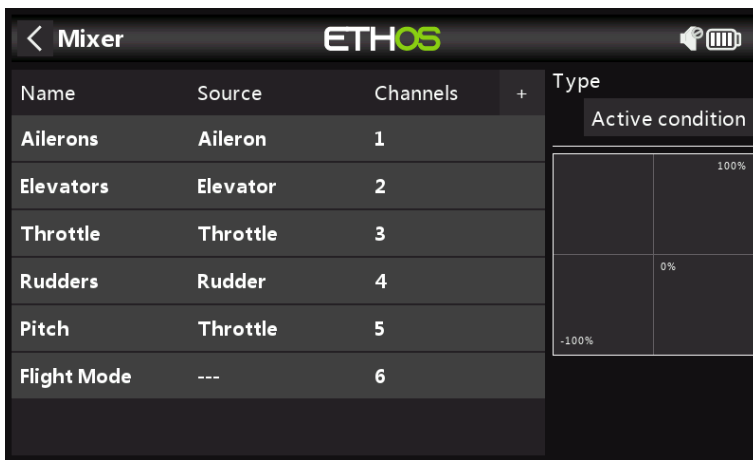 Mixer ETHOS
Name Source Channels +
Ailerons Aileron 1
Elevators Elevator 2
Throttle Throttle 3
Rudders Rudder 4
Pitch Throttle 5
Flight Mode --- 6
Type
Active condition
100%
0%
-100%